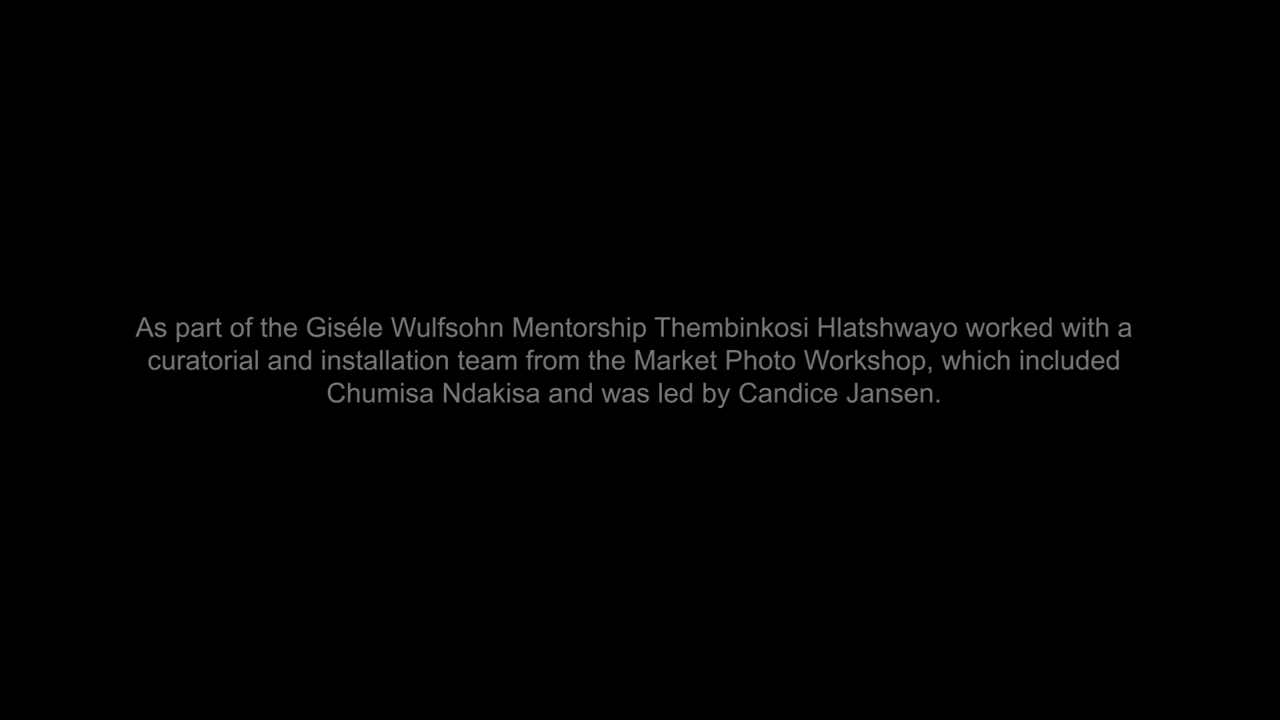 As part of the Giséle Wulfsohn Mentorship Thembinkosi Hlatshwayo worked with a
curatorial and installation team from the Market Photo Workshop, which included
Chumisa Ndakisa and was led by Candice Jansen.